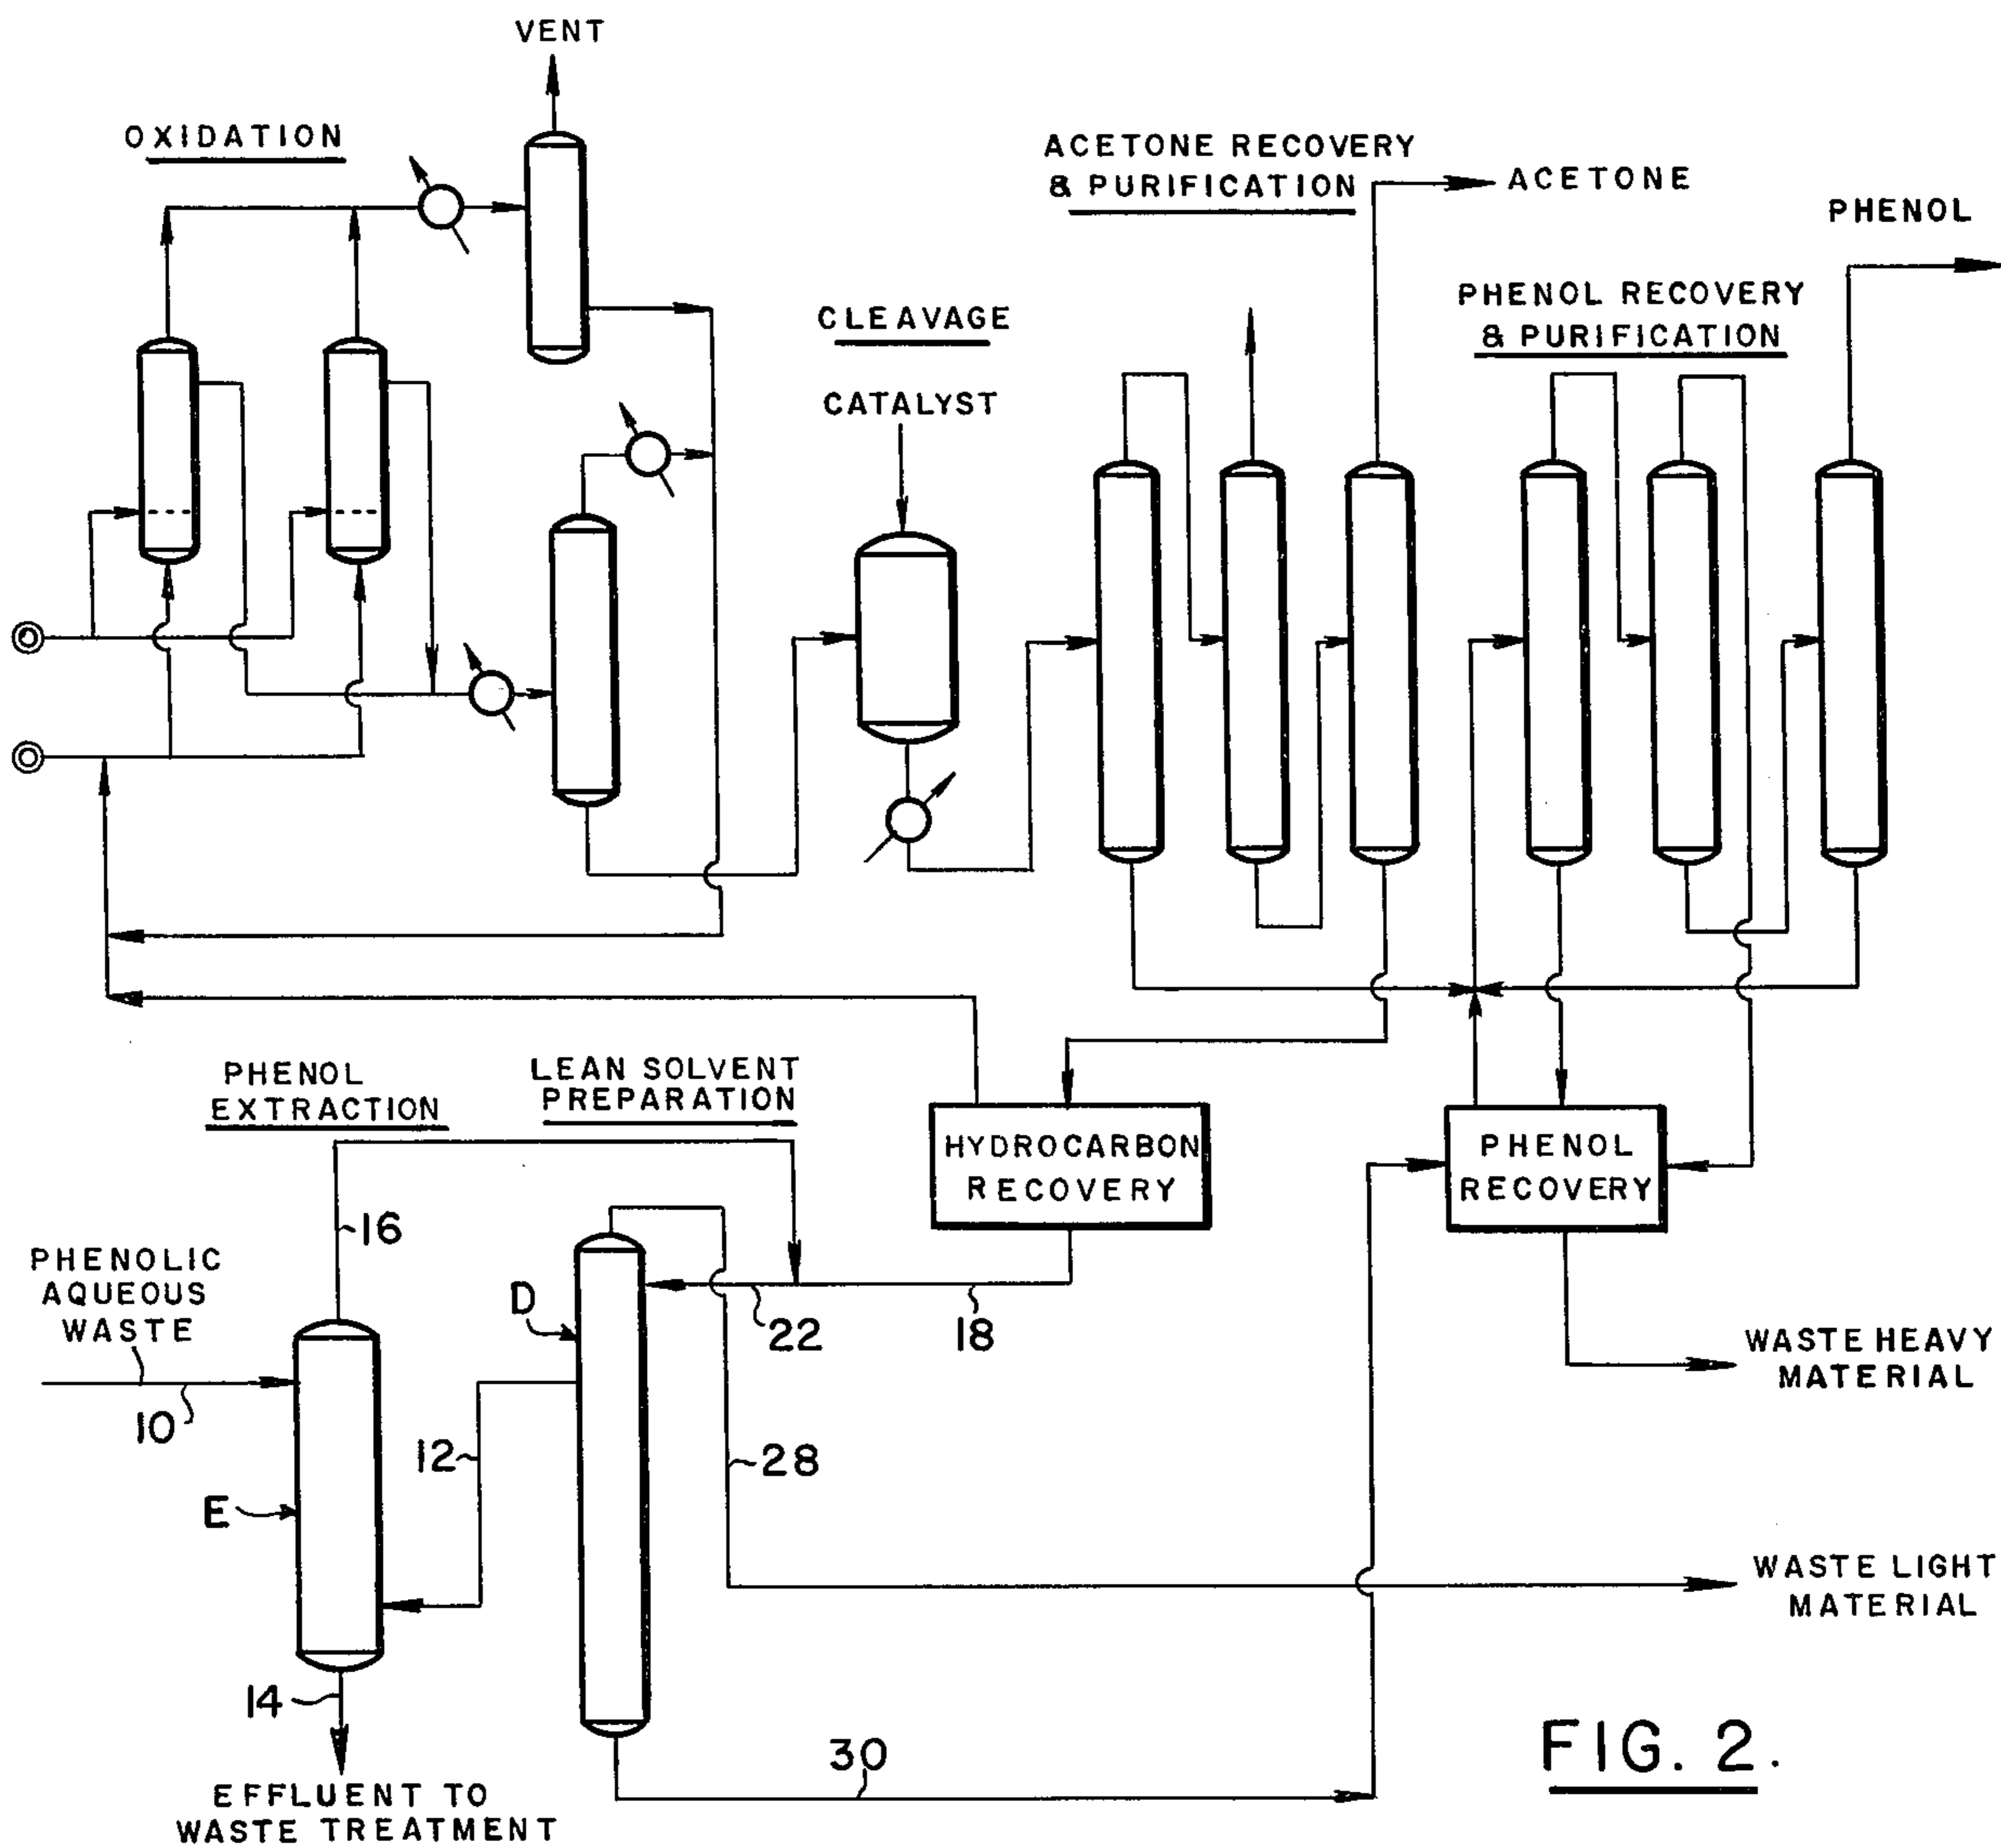 VENT
OXIDATION
ACETONE RECOVERY
& PURIFICATION
ACETONE
PHENOL
PHENOL RECOVERY
& PURIFICATION
CLEAVAGE
CATALYST
PHENOL
EXTRACTION
LEAN SOLVENT
PREPARATION
HYDROCARBON
RECOVERY
PHENOL
RECOVERY
16
PHENOLIC
AQUEOUS
WASTE
10
D
22
18
12
28
E
WASTE HEAVY
MATERIAL
WASTE LIGHT
MATERIAL
14
30
EFFLUENT TO
WASTE TREATMENT
FIG. 2.